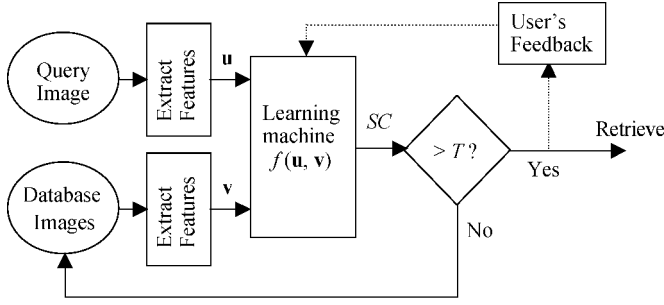 Query
Image
Extract
Features
u
Learning
machine
f(u, v)
SC
> T?
User's
Feedback
Retrieve
Yes
No
Database
Images
Extract
Features
v